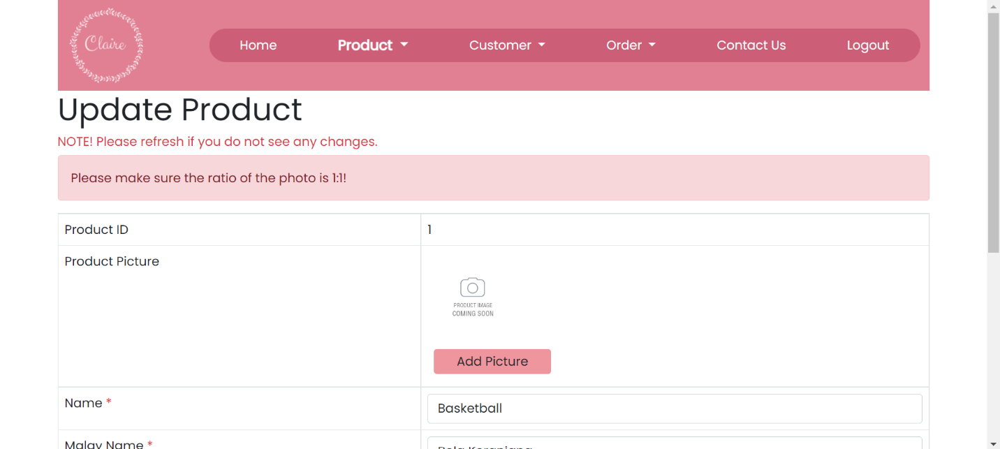 Claire
Home Product Customer Order Contact Us Logout
Update Product
NOTE! Please refresh if you do not see any changes.
Please make sure the ratio of the photo is 1:1!
Product ID 1
Product Picture
PRODUCT IMAGE
COMING SOON
Add Picture
Name * Basketball
Malay Name * Bola Keranjang